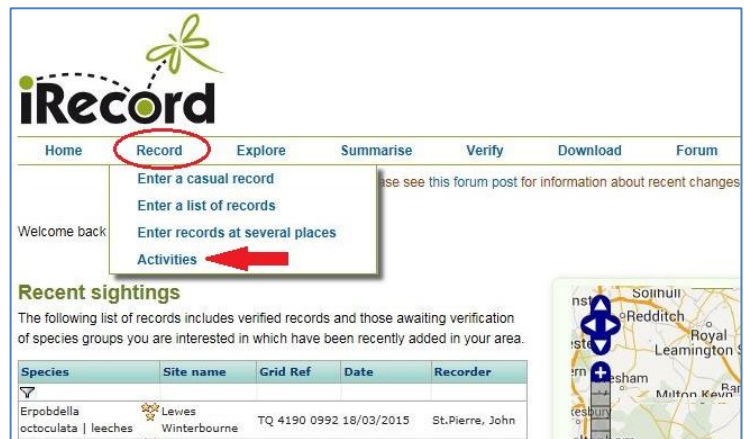 iRecord
Home Record Explore Summarise Verify Download Forum
Enter a casual record
see this forum post for information about recent changes
Enter a list of records
Welcome back
Enter records at several places
Activities
Recent sightings
The following list of records includes verified records and those awaiting verification
of species groups you are interested in which have been recently added in your area.
Species Site name Grid Ref Date Recorder
Erpobdella
octoculata | leeches
Lewes
Winterbourne
TQ 4190 0992 18/03/2015 St.Pierre, John
Solihull
Redditch
Royal
Leamington
Milton